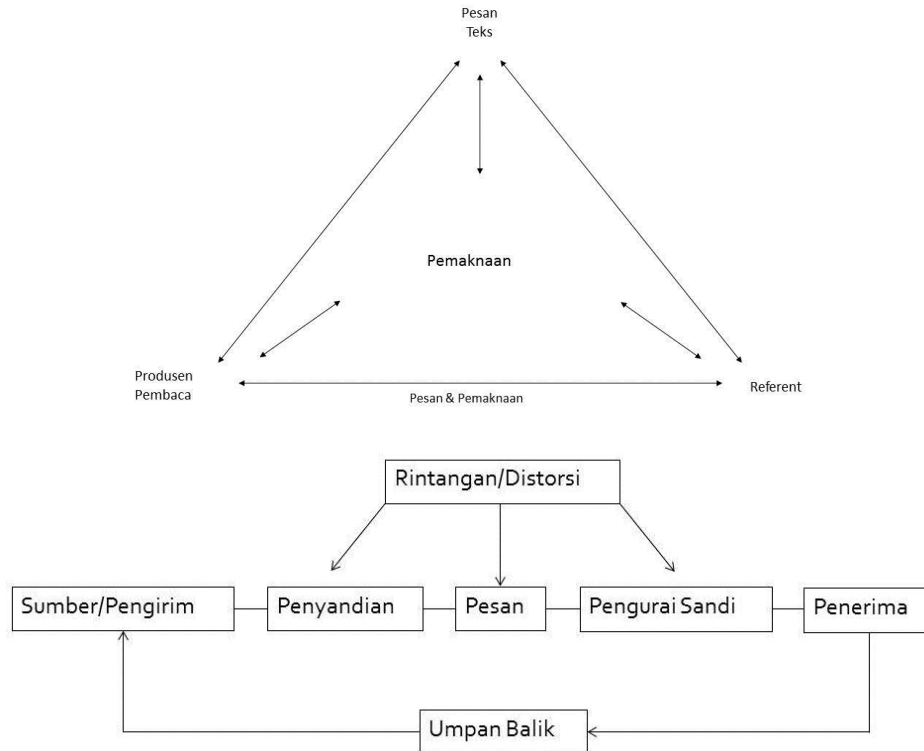 Pesan
Teks
Pemaknaan
Produsen
Pembaca
Pesan & Pemaknaan
Referent
Rintangan/Distorsi
Sumber/Pengirim
Penyandian
Pesan
Pengurai Sandi
Penerima
Umpan Balik